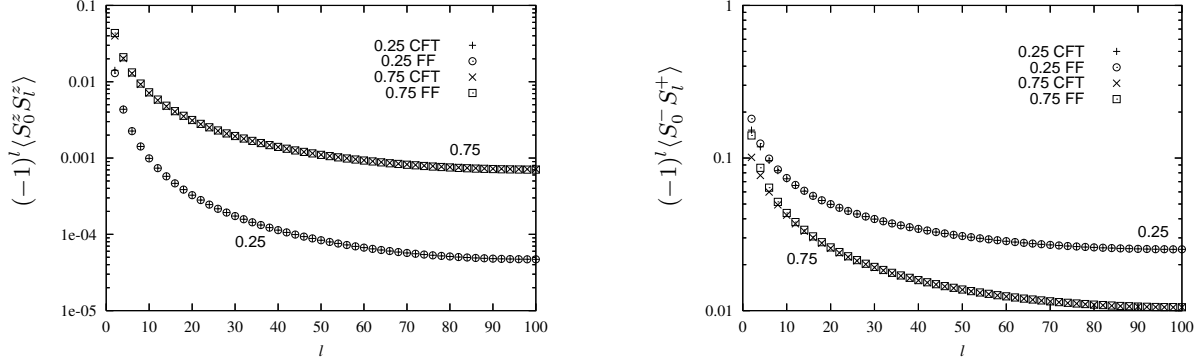 0.1
0.01
0.001
1e-04
1e-05
0 10 20 30 40 50 60 70 80 90 100
l
(−1)^l ⟨S_0^z S_l^z⟩
0.25 CFT
0.25 FF
0.75 CFT
0.75 FF
0.75
0.25
1
0.1
0.01
0 10 20 30 40 50 60 70 80 90 100
l
(−1)^l ⟨S_0^− S_l^+⟩
0.25 CFT
0.25 FF
0.75 CFT
0.75 FF
0.25
0.75